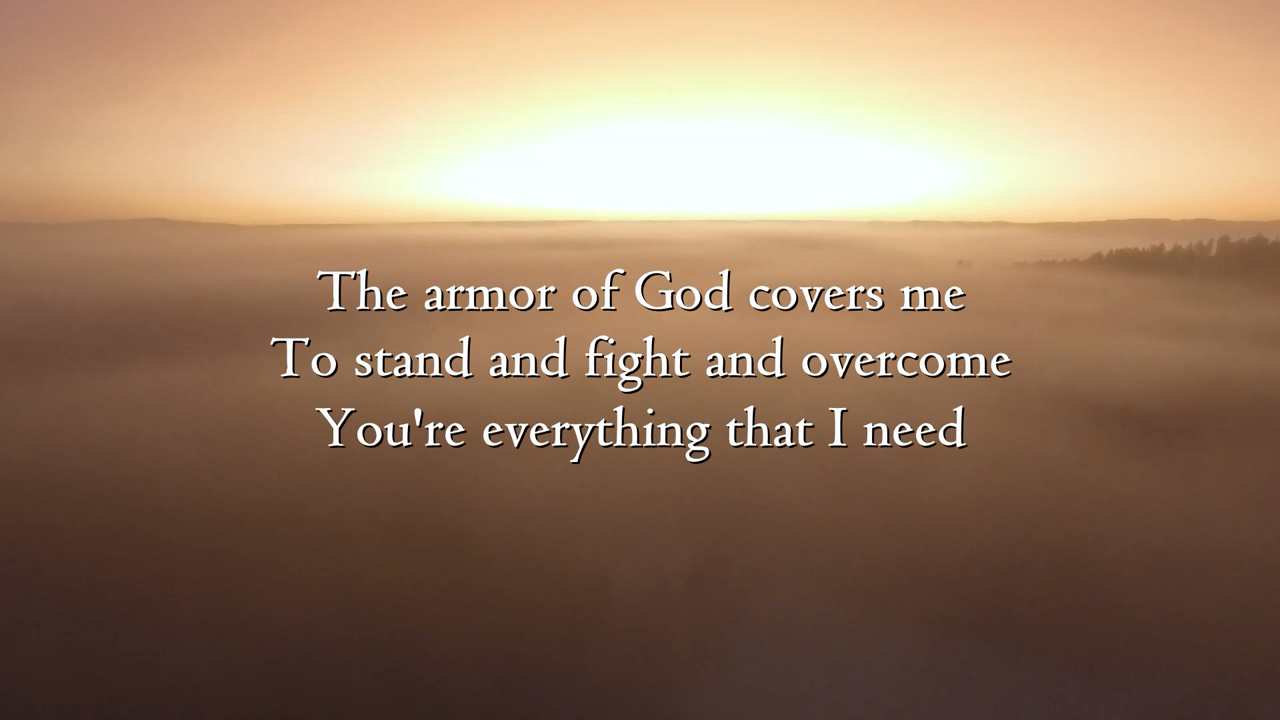 The armor of God covers me
To stand and fight and overcome
You're everything that I need